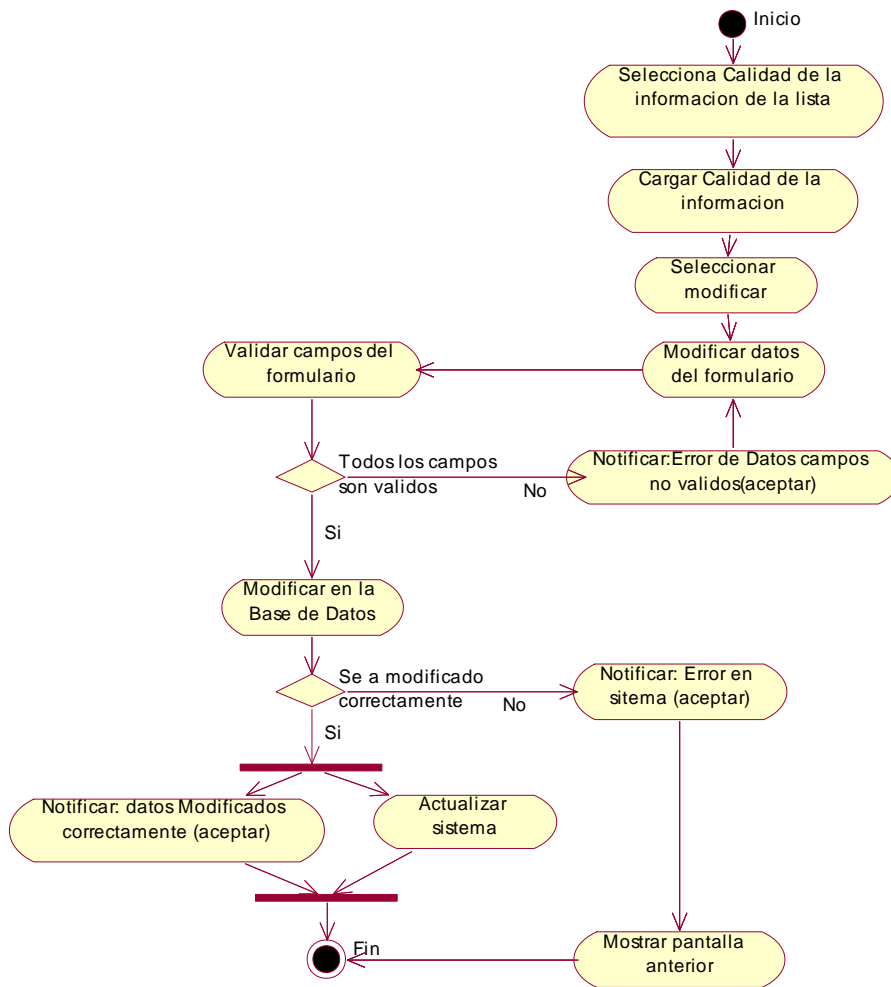 Inicio
Selecciona Calidad de la
informacion de la lista
Cargar Calidad de la
informacion
Seleccionar
modificar
Validar campos del
formulario
Modificar datos
del formulario
Todos los campos
son validos
No
Notificar:Error de Datos campos
no validos(aceptar)
Si
Modificar en la
Base de Datos
Se a modificado
correctamente
No
Notificar: Error en
sitema (aceptar)
Si
Notificar: datos Modificados
correctamente (aceptar)
Actualizar
sistema
Fin
Mostrar pantalla
anterior